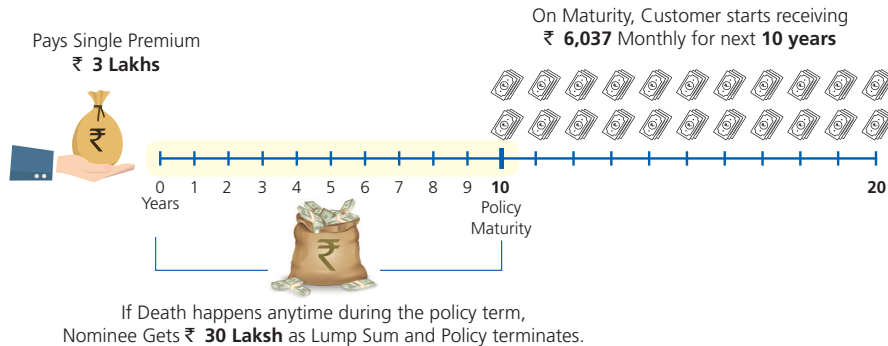 Pays Single Premium
₹ 3 Lakhs
On Maturity, Customer starts receiving
₹ 6,037 Monthly for next 10 years
₹
0 1 2 3 4 5 6 7 8 9 10 20
Years
Policy
Maturity
₹
If Death happens anytime during the policy term,
Nominee Gets ₹ 30 Laksh as Lump Sum and Policy terminates.